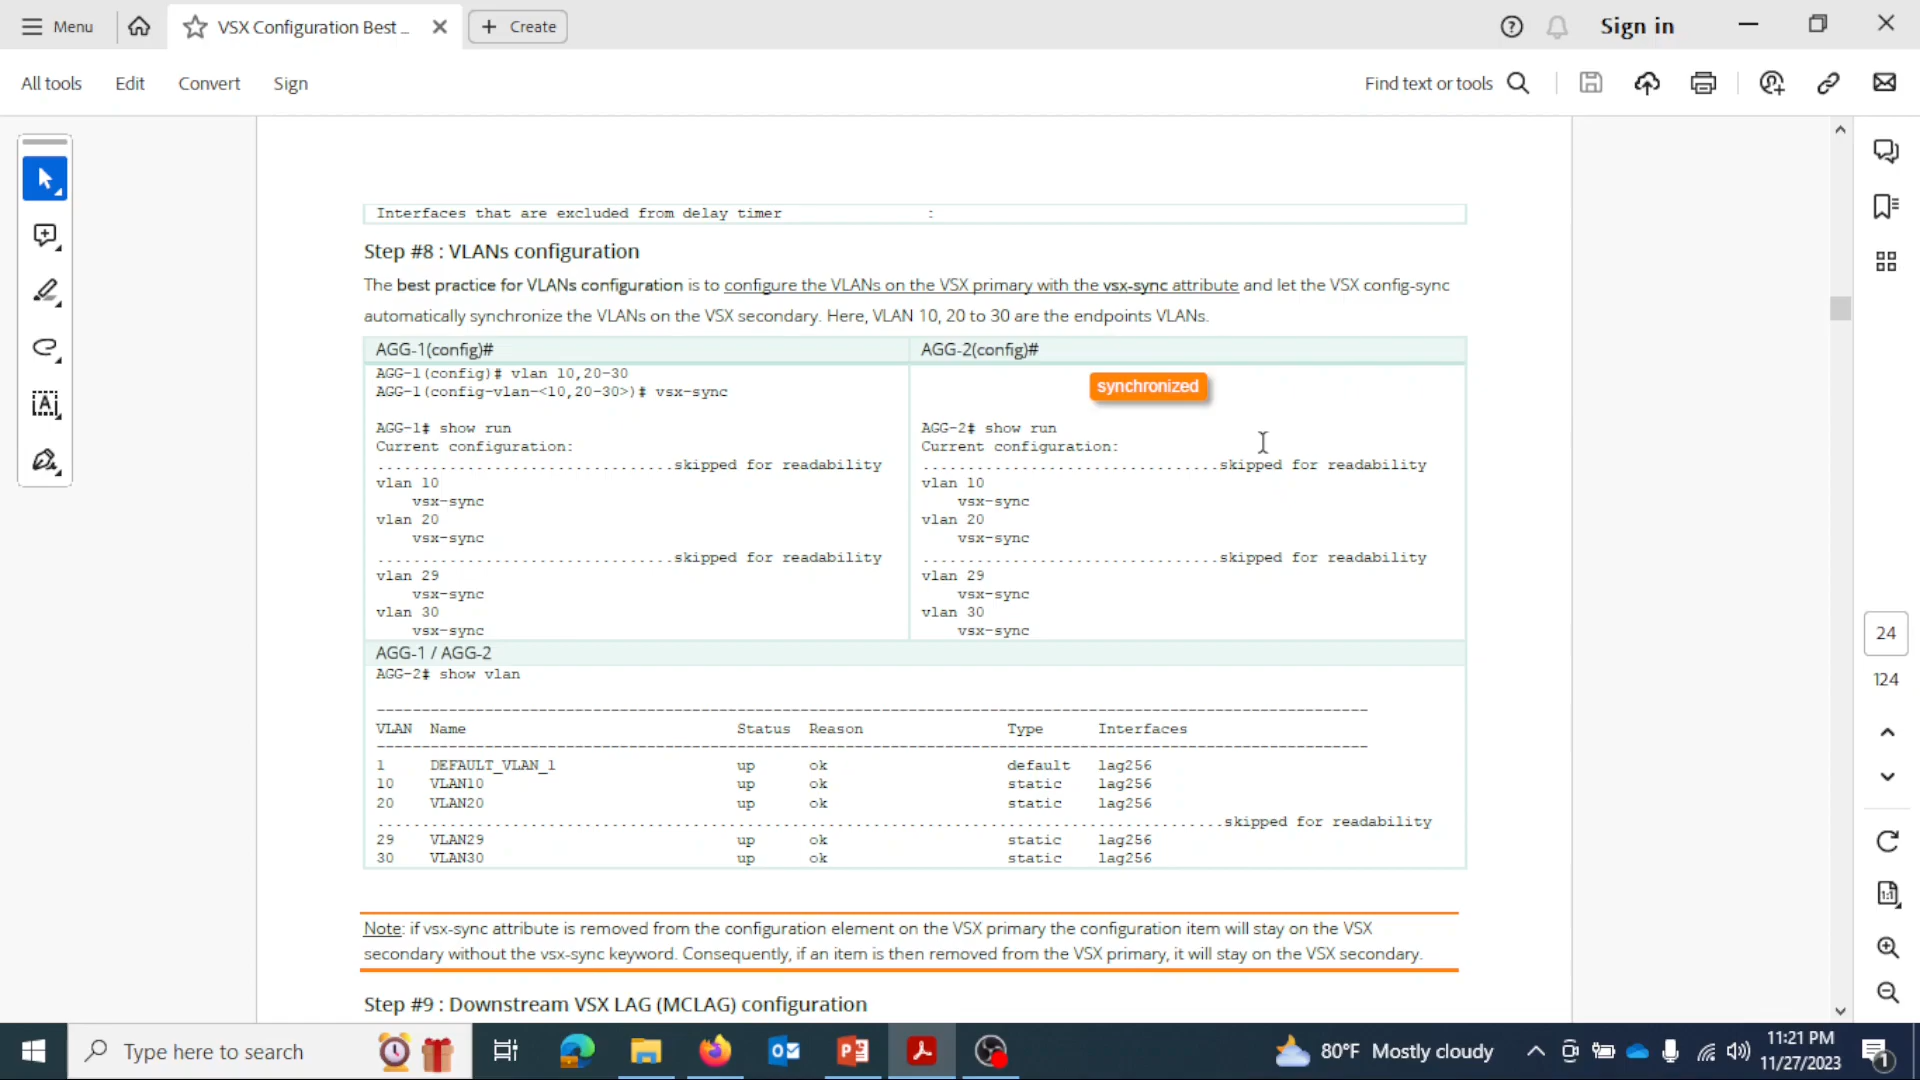 Menu
VSX Configuration Best ...
Create
Sign in
All tools
Edit
Convert
Sign
Find text or tools
Interfaces that are excluded from delay timer :
Step #8 : VLANs configuration
The best practice for VLANs configuration is to configure the VLANs on the VSX primary with the vsx-sync attribute and let the VSX config-sync
automatically synchronize the VLANs on the VSX secondary. Here, VLAN 10, 20 to 30 are the endpoints VLANs.
AGG-1(config)#
AGG-1(config)# vlan 10,20-30
AGG-1(config-vlan-<10,20-30>)# vsx-sync
AGG-1# show run
Current configuration:
.................................skipped for readability
vlan 10
vsx-sync
vlan 20
vsx-sync
.................................skipped for readability
vlan 29
vsx-sync
vlan 30
vsx-sync
AGG-2(config)#
synchronized
AGG-2# show run
Current configuration:
.................................skipped for readability
vlan 10
vsx-sync
vlan 20
vsx-sync
.................................skipped for readability
vlan 29
vsx-sync
vlan 30
vsx-sync
AGG-1 / AGG-2
AGG-2# show vlan
--------------------------------------------------------------------------------------------------------------
VLAN Name Status Reason Type Interfaces
--------------------------------------------------------------------------------------------------------------
1 DEFAULT_VLAN_1 up ok default lag256
10 VLAN10 up ok static lag256
20 VLAN20 up ok static lag256
..............................................................................................skipped for readability
29 VLAN29 up ok static lag256
30 VLAN30 up ok static lag256
Note: if vsx-sync attribute is removed from the configuration element on the VSX primary the configuration item will stay on the VSX
secondary without the vsx-sync keyword. Consequently, if an item is then removed from the VSX primary, it will stay on the VSX secondary.
Step #9 : Downstream VSX LAG (MCLAG) configuration
24
124
Type here to search
80°F Mostly cloudy
11:21 PM
11/27/2023
1